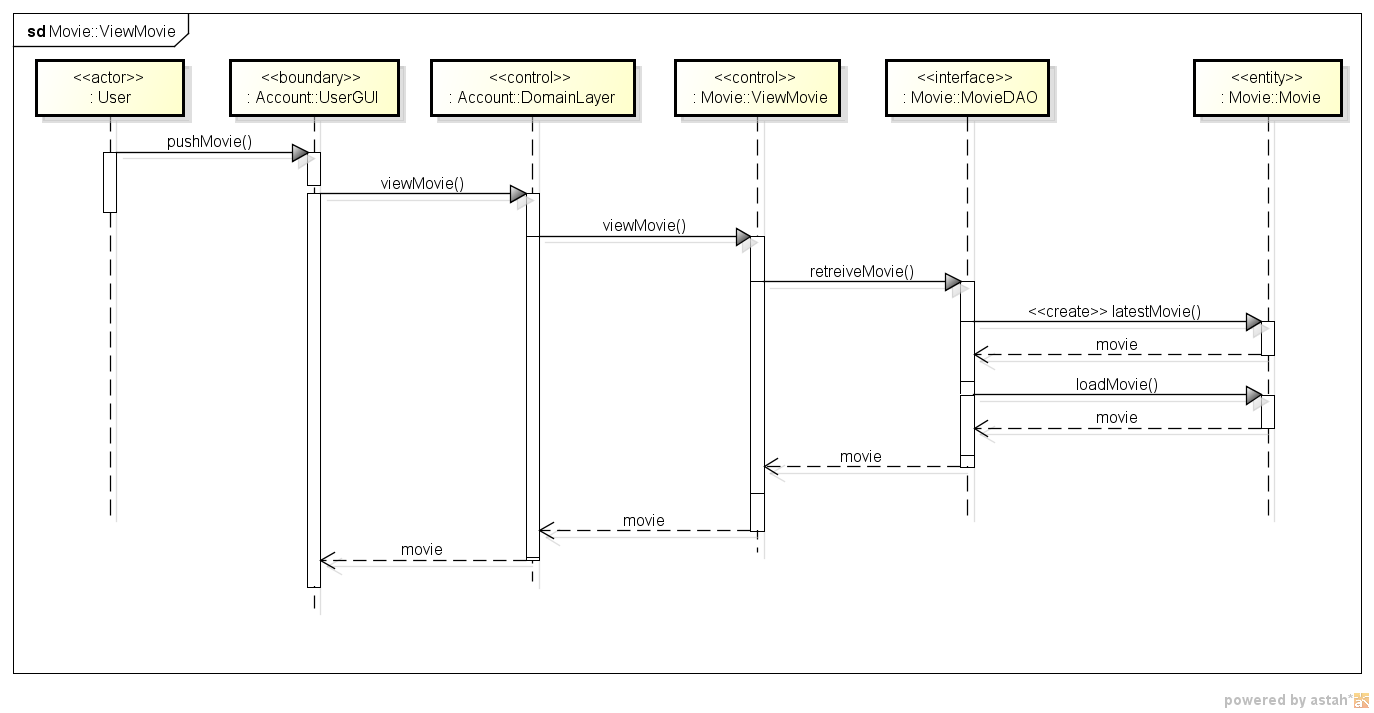 sd Movie::ViewMovie
<<actor>>
: User
<<boundary>>
: Account::UserGUI
<<control>>
: Account::DomainLayer
<<control>>
: Movie::ViewMovie
<<interface>>
: Movie::MovieDAO
<<entity>>
: Movie::Movie
pushMovie()
viewMovie()
viewMovie()
retreiveMovie()
<<create>> latestMovie()
movie
loadMovie()
movie
movie
movie
movie
powered by astah*